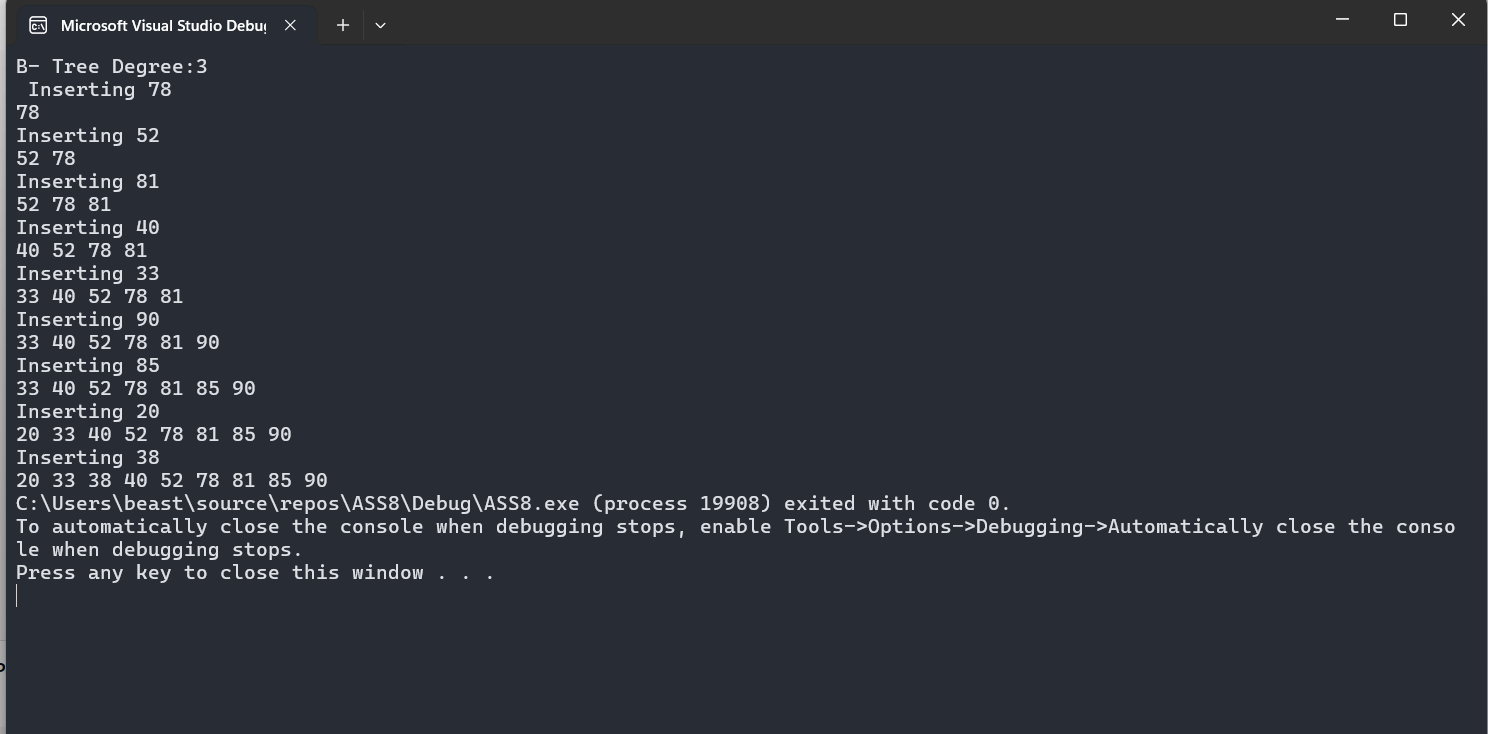 Microsoft Visual Studio Debug
B- Tree Degree:3
 Inserting 78
78
Inserting 52
52 78
Inserting 81
52 78 81
Inserting 40
40 52 78 81
Inserting 33
33 40 52 78 81
Inserting 90
33 40 52 78 81 90
Inserting 85
33 40 52 78 81 85 90
Inserting 20
20 33 40 52 78 81 85 90
Inserting 38
20 33 38 40 52 78 81 85 90
C:\Users\beast\source\repos\ASS8\Debug\ASS8.exe (process 19908) exited with code 0.
To automatically close the console when debugging stops, enable Tools->Options->Debugging->Automatically close the conso
le when debugging stops.
Press any key to close this window . . .